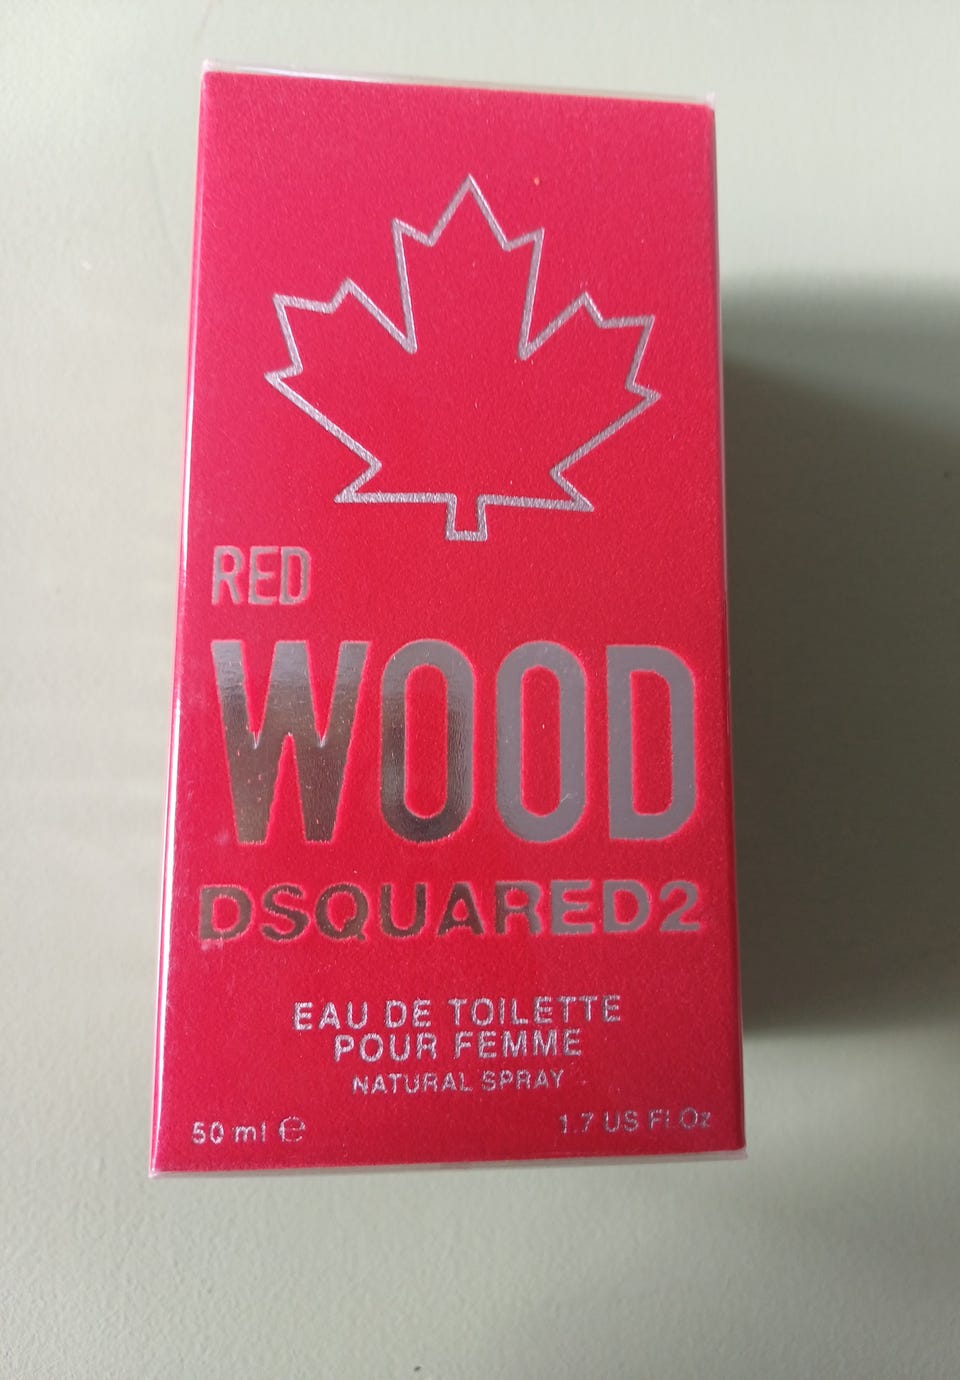 RED
WOOD
DSQUARED2
EAU DE TOILETTE
POUR FEMME
NATURAL SPRAY
50 ml ℮ 1.7 US Fl.Oz